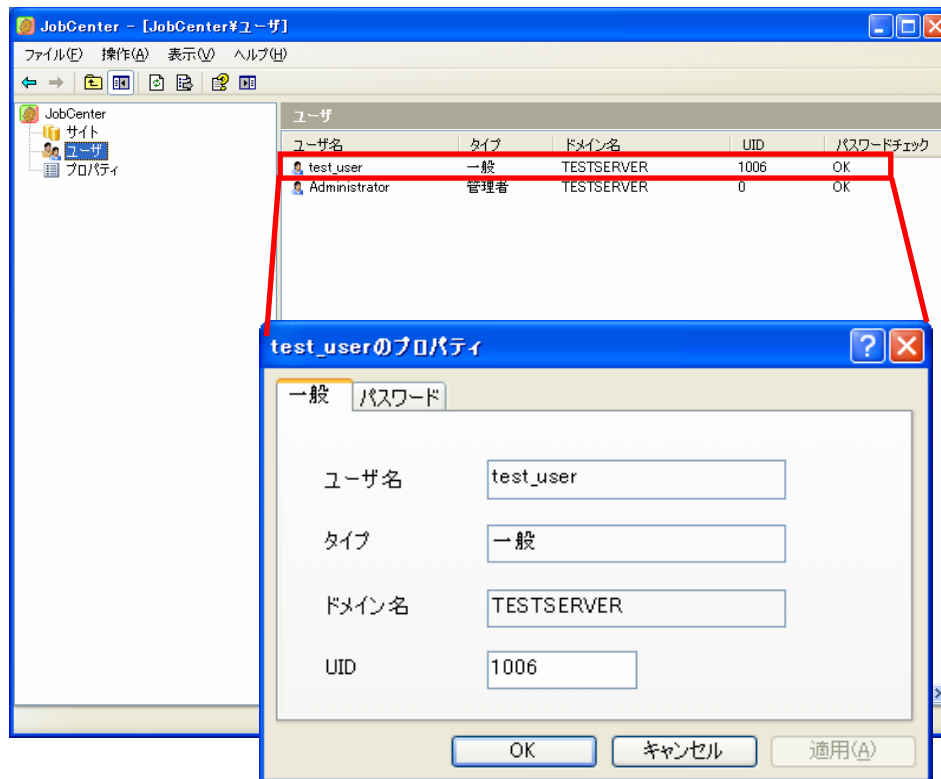 JobCenter - [JobCenter¥ユーザ]
ファイル(F) 操作(A) 表示(V) ヘルプ(H)
JobCenter
サイト
ユーザ
プロパティ
ユーザ
ユーザ名 タイプ ドメイン名 UID パスワードチェック
test_user 一般 TESTSERVER 1006 OK
Administrator 管理者 TESTSERVER 0 OK
test_userのプロパティ
一般 パスワード
ユーザ名 test_user
タイプ 一般
ドメイン名 TESTSERVER
UID 1006
OK キャンセル 適用(A)